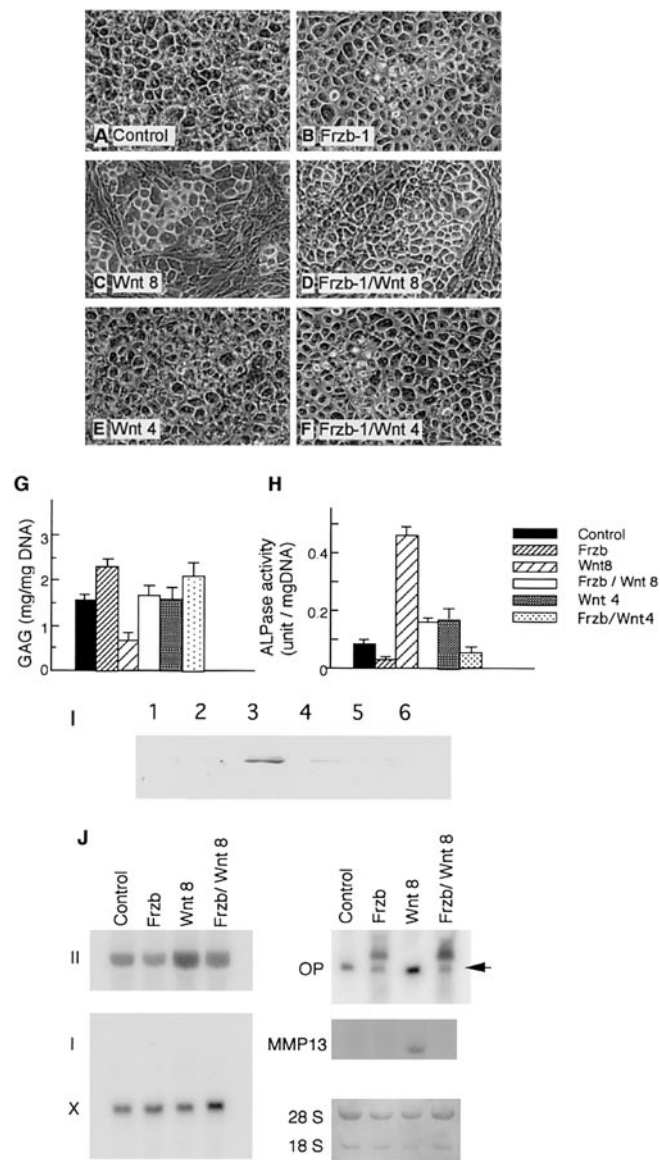 A Control
B Frzb-1
C Wnt 8
D Frzb-1/Wnt 8
E Wnt 4
F Frzb-1/Wnt 4
G
GAG (mg/mg DNA)
3
2
1
0
H
ALPase activity
(unit / mgDNA)
0.4
0.2
0
Control
Frzb
Wnt8
Frzb / Wnt 8
Wnt 4
Frzb/Wnt4
I
1 2 3 4 5 6
J
Control
Frzb
Wnt 8
Frzb/ Wnt 8
II
I
X
Control
Frzb
Wnt 8
Frzb/ Wnt 8
OP
MMP13
28 S
18 S